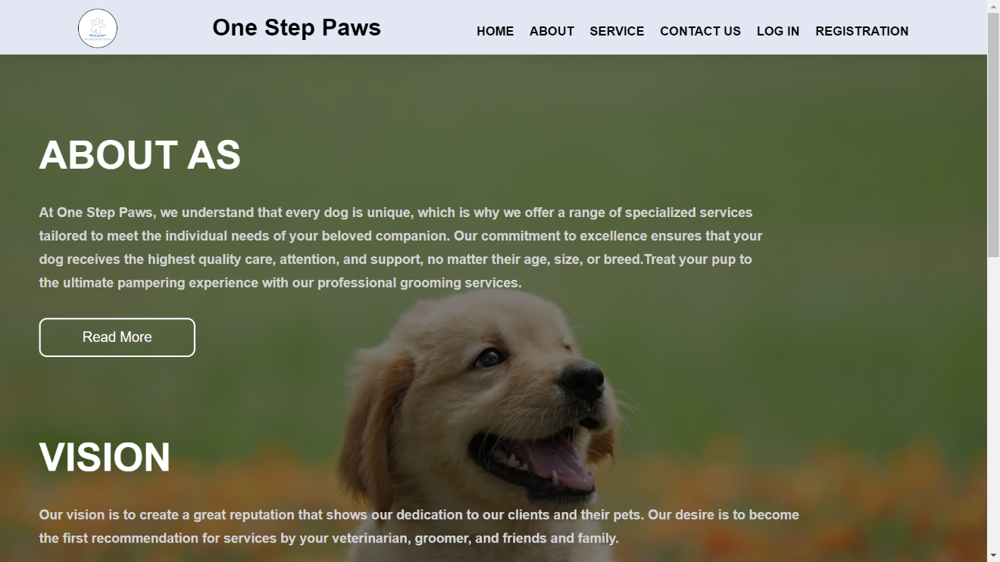 One Step Paws
HOME ABOUT SERVICE CONTACT US LOG IN REGISTRATION
ABOUT AS
At One Step Paws, we understand that every dog is unique, which is why we offer a range of specialized services
tailored to meet the individual needs of your beloved companion. Our commitment to excellence ensures that your
dog receives the highest quality care, attention, and support, no matter their age, size, or breed.Treat your pup to
the ultimate pampering experience with our professional grooming services.
Read More
VISION
Our vision is to create a great reputation that shows our dedication to our clients and their pets. Our desire is to become
the first recommendation for services by your veterinarian, groomer, and friends and family.